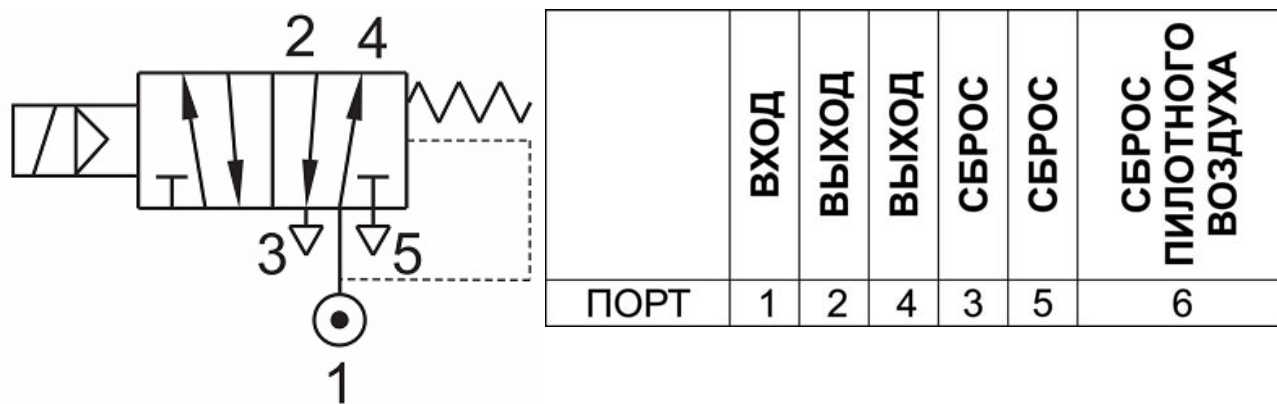 2 4
3 5
1
ВХОД
ВЫХОД
ВЫХОД
СБРОС
СБРОС
СБРОС
ПИЛОТНОГО
ВОЗДУХА
ПОРТ 1 2 4 3 5 6